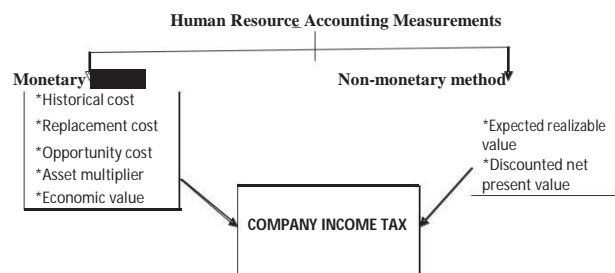 Human Resource Accounting Measurements
Monetary
Non-monetary method
*Historical cost
*Replacement cost
*Opportunity cost
*Asset multiplier
*Economic value
*Expected realizable
value
*Discounted net
present value
COMPANY INCOME TAX